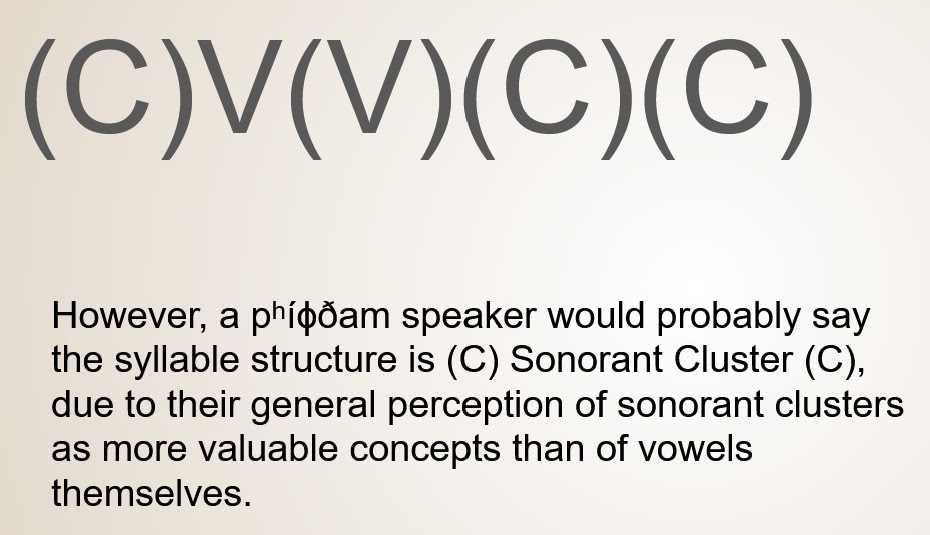 (C)V(V)(C)(C)
However, a pʰíɸðam speaker would probably say
the syllable structure is (C) Sonorant Cluster (C),
due to their general perception of sonorant clusters
as more valuable concepts than of vowels
themselves.